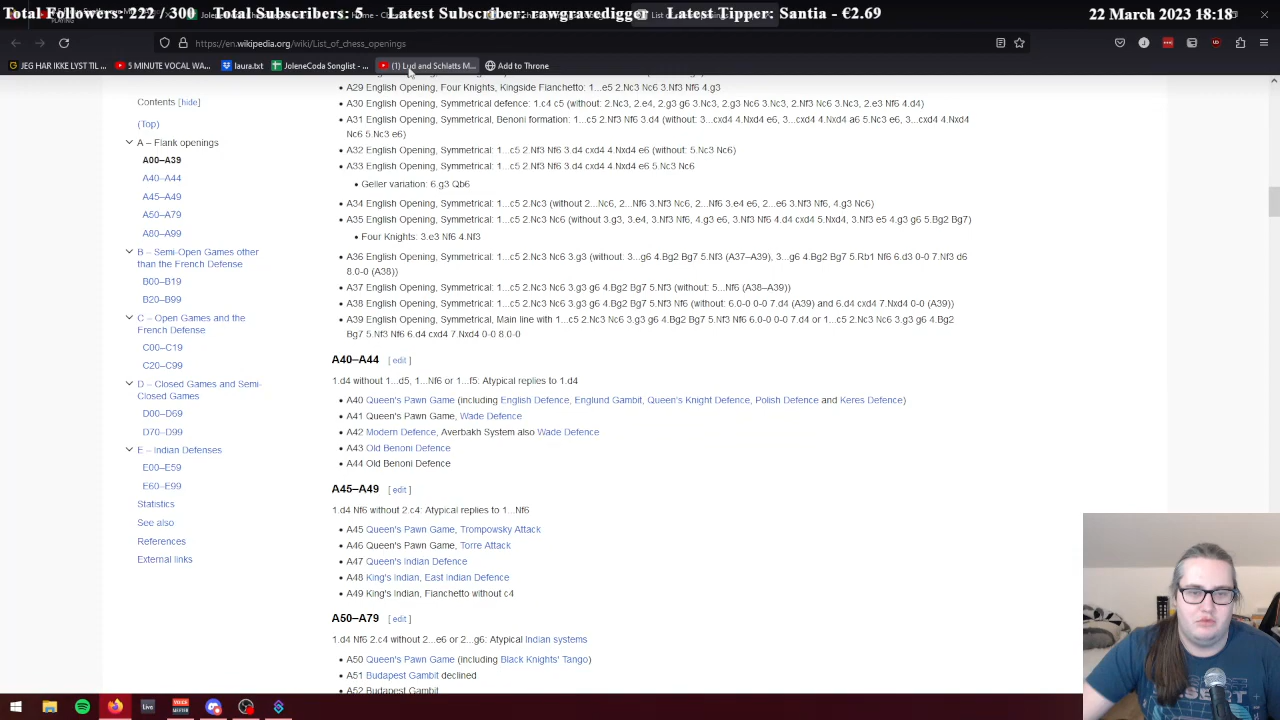 Total Followers: 222 / 300 Total Subscribers: 5 Latest Subscriber: wengrandedigger Latest Tipper: Santia - €2.69 22 March 2023 18:18
PLAYING
https://en.wikipedia.org/wiki/List_of_chess_openings
JEG HAR IKKE LYST TIL ... 5 MINUTE VOCAL WA... laura.txt JoleneCoda Songlist - ... (1) Lud and Schlatts M... Add to Throne
Contents [hide]
(Top)
A – Flank openings
A00–A39
A40–A44
A45–A49
A50–A79
A80–A99
B – Semi-Open Games other
than the French Defense
B00–B19
B20–B99
C – Open Games and the
French Defense
C00–C19
C20–C99
D – Closed Games and Semi-
Closed Games
D00–D69
D70–D99
E – Indian Defenses
E00–E59
E60–E99
Statistics
See also
References
External links
A29 English Opening, Four Knights, Kingside Fianchetto: 1...e5 2.Nc3 Nc6 3.Nf3 Nf6 4.g3
A30 English Opening, Symmetrical defence: 1.c4 c5 (without: 2.Nc3, 2.e4, 2.g3 g6 3.Nc3, 2.g3 Nc6 3.Nc3, 2.Nf3 Nc6 3.Nc3, 2.e3 Nf6 4.d4)
A31 English Opening, Symmetrical, Benoni formation: 1...c5 2.Nf3 Nf6 3.d4 (without: 3...cxd4 4.Nxd4 e6, 3...cxd4 4.Nxd4 a6 5.Nc3 e6, 3...cxd4 4.Nxd4
Nc6 5.Nc3 e6)
A32 English Opening, Symmetrical: 1...c5 2.Nf3 Nf6 3.d4 cxd4 4.Nxd4 e6 (without: 5.Nc3 Nc6)
A33 English Opening, Symmetrical: 1...c5 2.Nf3 Nf6 3.d4 cxd4 4.Nxd4 e6 5.Nc3 Nc6
Geller variation: 6.g3 Qb6
A34 English Opening, Symmetrical: 1...c5 2.Nc3 (without 2...Nc6, 2...Nf6 3.Nf3 Nc6, 2...Nf6 3.e4 e6, 2...e6 3.Nf3 Nf6, 4.g3 Nc6)
A35 English Opening, Symmetrical: 1...c5 2.Nc3 Nc6 (without 3.g3, 3.e4, 3.Nf3 Nf6, 4.g3 e6, 3.Nf3 Nf6 4.d4 cxd4 5.Nxd4, 3.Nf3 e5 4.g3 g6 5.Bg2 Bg7)
Four Knights: 3.e3 Nf6 4.Nf3
A36 English Opening, Symmetrical: 1...c5 2.Nc3 Nc6 3.g3 (without: 3...g6 4.Bg2 Bg7 5.Nf3 (A37–A39), 3...g6 4.Bg2 Bg7 5.Rb1 Nf6 6.d3 0-0 7.Nf3 d6
8.0-0 (A38))
A37 English Opening, Symmetrical: 1...c5 2.Nc3 Nc6 3.g3 g6 4.Bg2 Bg7 5.Nf3 (without: 5...Nf6 (A38–A39))
A38 English Opening, Symmetrical: 1...c5 2.Nc3 Nc6 3.g3 g6 4.Bg2 Bg7 5.Nf3 Nf6 (without: 6.0-0 0-0 7.d4 (A39) and 6.d4 cxd4 7.Nxd4 0-0 (A39))
A39 English Opening, Symmetrical, Main line with 1...c5 2.Nc3 Nc6 3.g3 g6 4.Bg2 Bg7 5.Nf3 Nf6 6.0-0 0-0 7.d4 or 1...c5 2.Nc3 Nc6 3.g3 g6 4.Bg2
Bg7 5.Nf3 Nf6 6.d4 cxd4 7.Nxd4 0-0 8.0-0
A40–A44 [ edit ]
1.d4 without 1...d5, 1...Nf6 or 1...f5: Atypical replies to 1.d4
A40 Queen's Pawn Game (including English Defence, Englund Gambit, Queen's Knight Defence, Polish Defence and Keres Defence)
A41 Queen's Pawn Game, Wade Defence
A42 Modern Defence, Averbakh System also Wade Defence
A43 Old Benoni Defence
A44 Old Benoni Defence
A45–A49 [ edit ]
1.d4 Nf6 without 2.c4: Atypical replies to 1...Nf6
A45 Queen's Pawn Game, Trompowsky Attack
A46 Queen's Pawn Game, Torre Attack
A47 Queen's Indian Defence
A48 King's Indian, East Indian Defence
A49 King's Indian, Fianchetto without c4
A50–A79 [ edit ]
1.d4 Nf6 2.c4 without 2...e6 or 2...g6: Atypical Indian systems
A50 Queen's Pawn Game (including Black Knights' Tango)
A51 Budapest Gambit declined
A52 Budapest Gambit